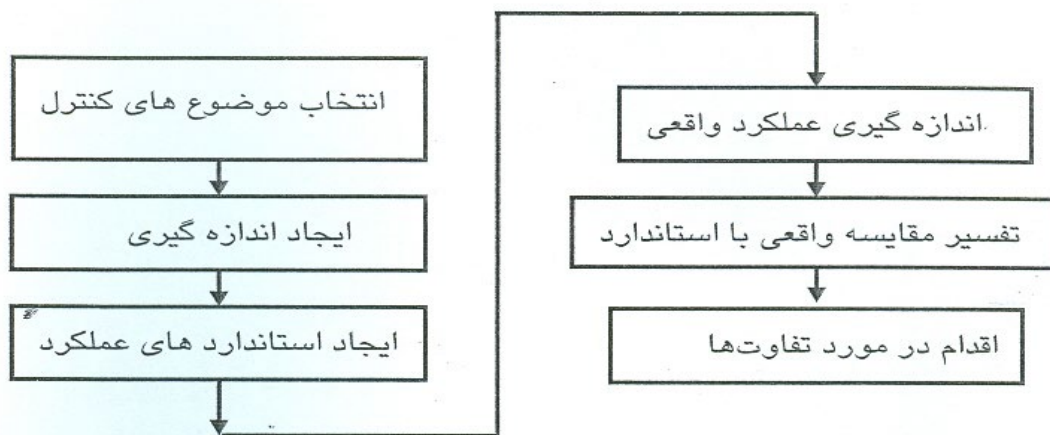 انتخاب موضوع های کنترل
ایجاد اندازه گیری
ایجاد استاندارد های عملکرد
اندازه گیری عملکرد واقعی
تفسیر مقایسه واقعی با استاندارد
اقدام در مورد تفاوت‌ها